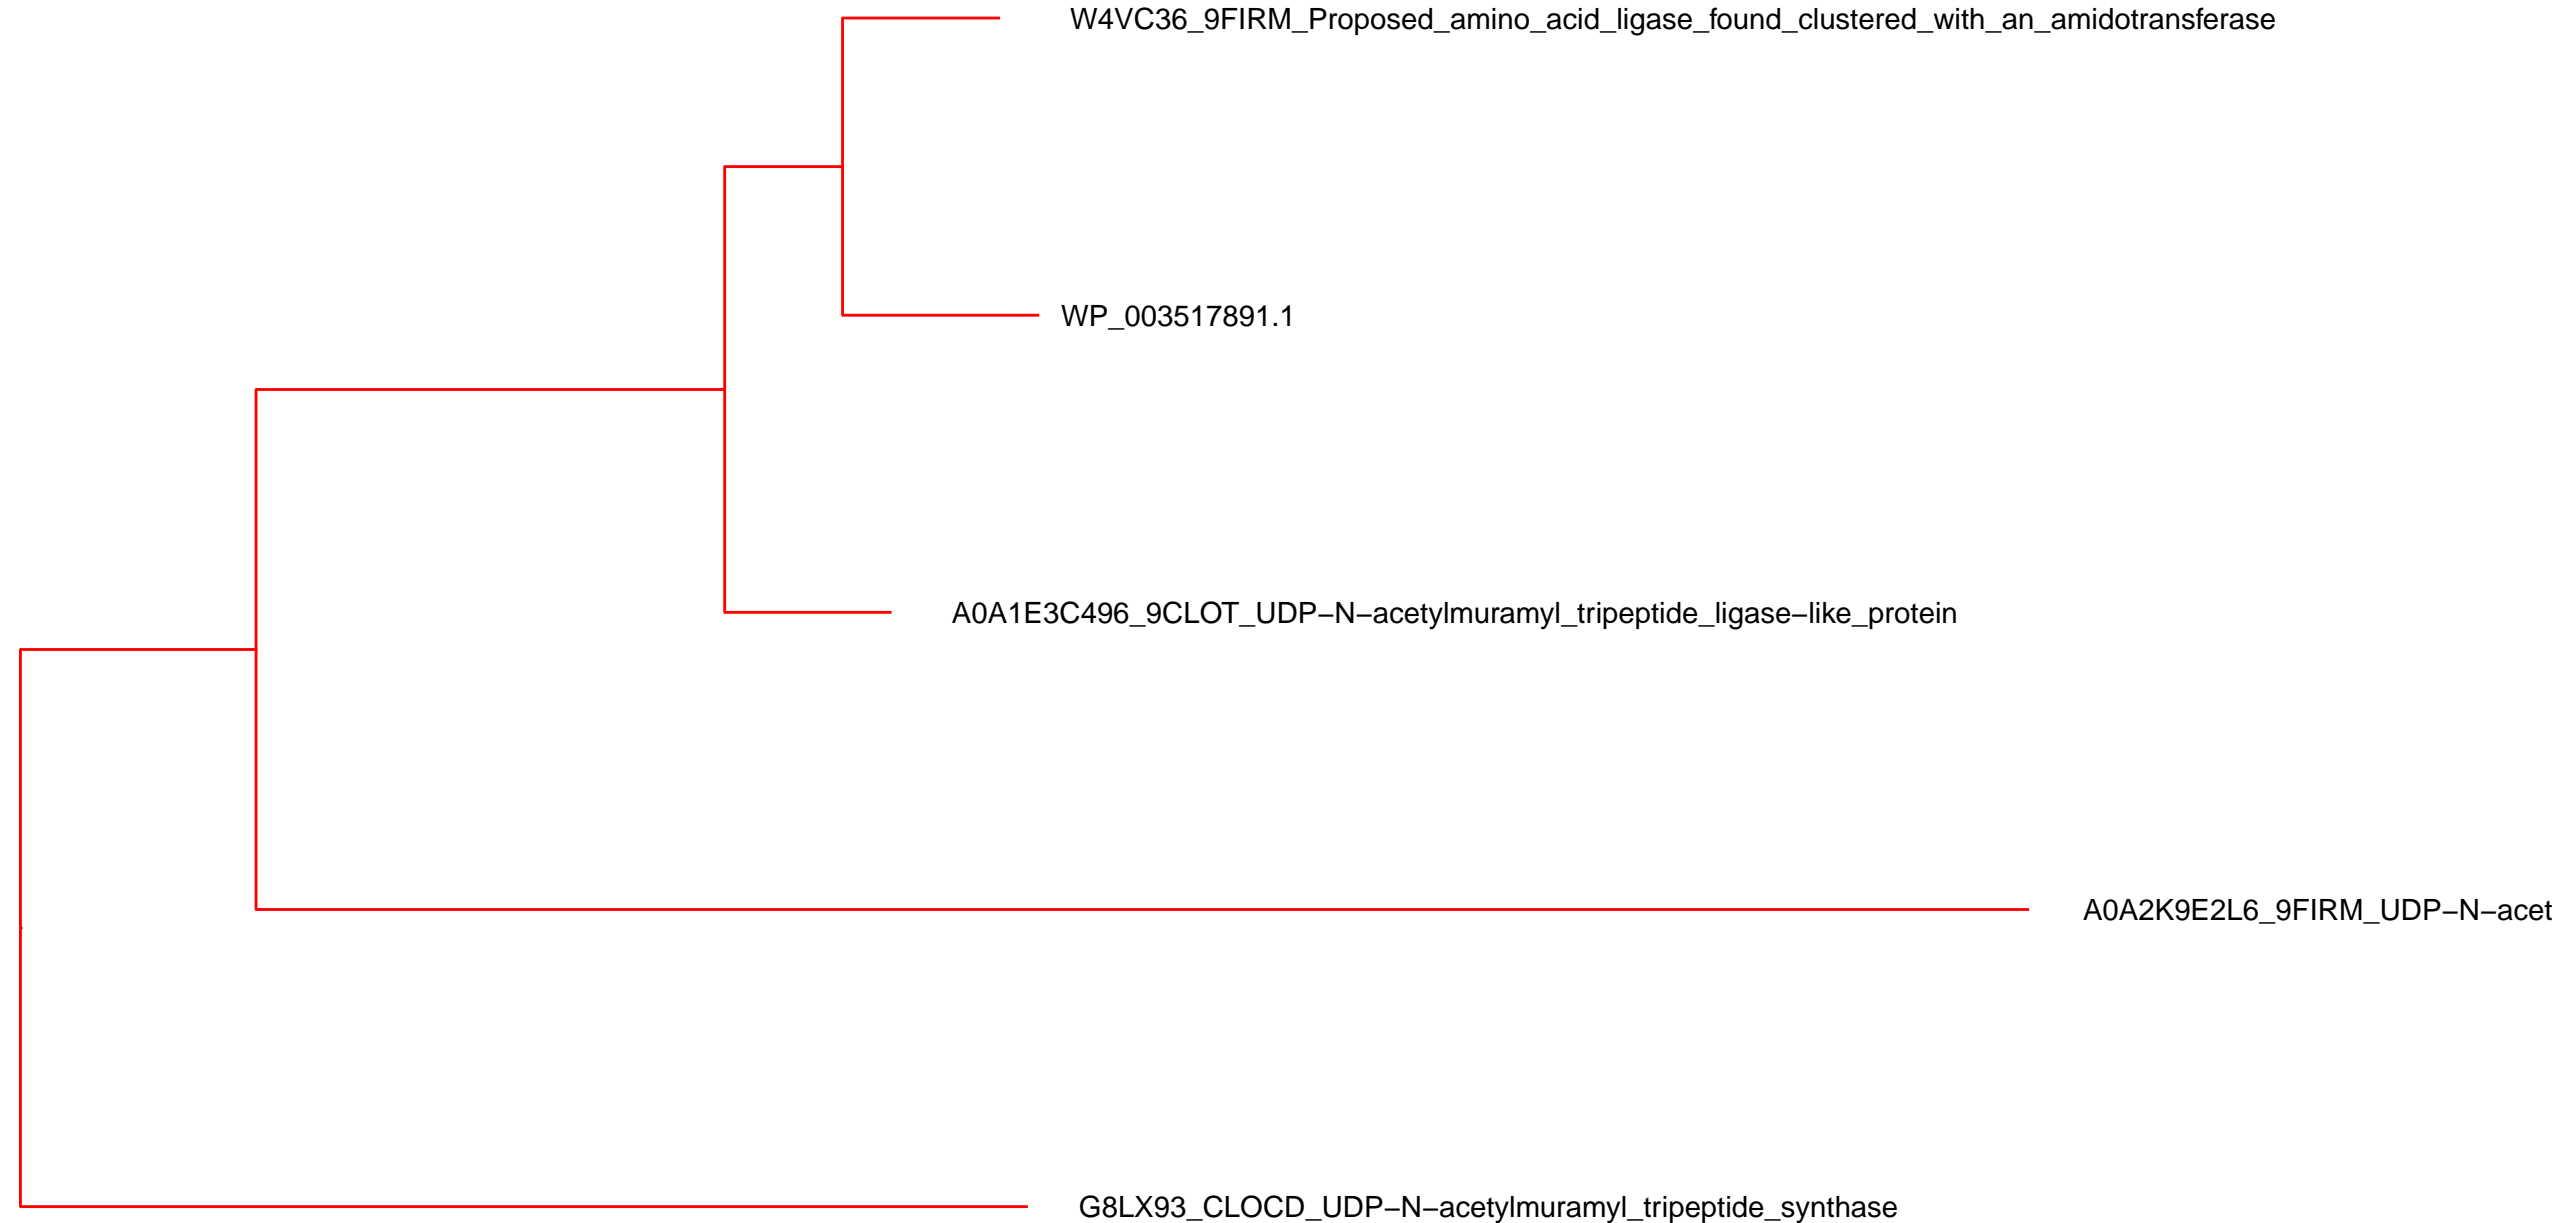 W4VC36_9FIRM_Proposed_amino_acid_ligase_found_clustered_with_an_amidotransferase
WP_003517891.1
A0A1E3C496_9CLOT_UDP−N−acetylmuramyl_tripeptide_ligase−like_protein
A0A2K9E2L6_9FIRM_UDP−N−acet
G8LX93_CLOCD_UDP−N−acetylmuramyl_tripeptide_synthase